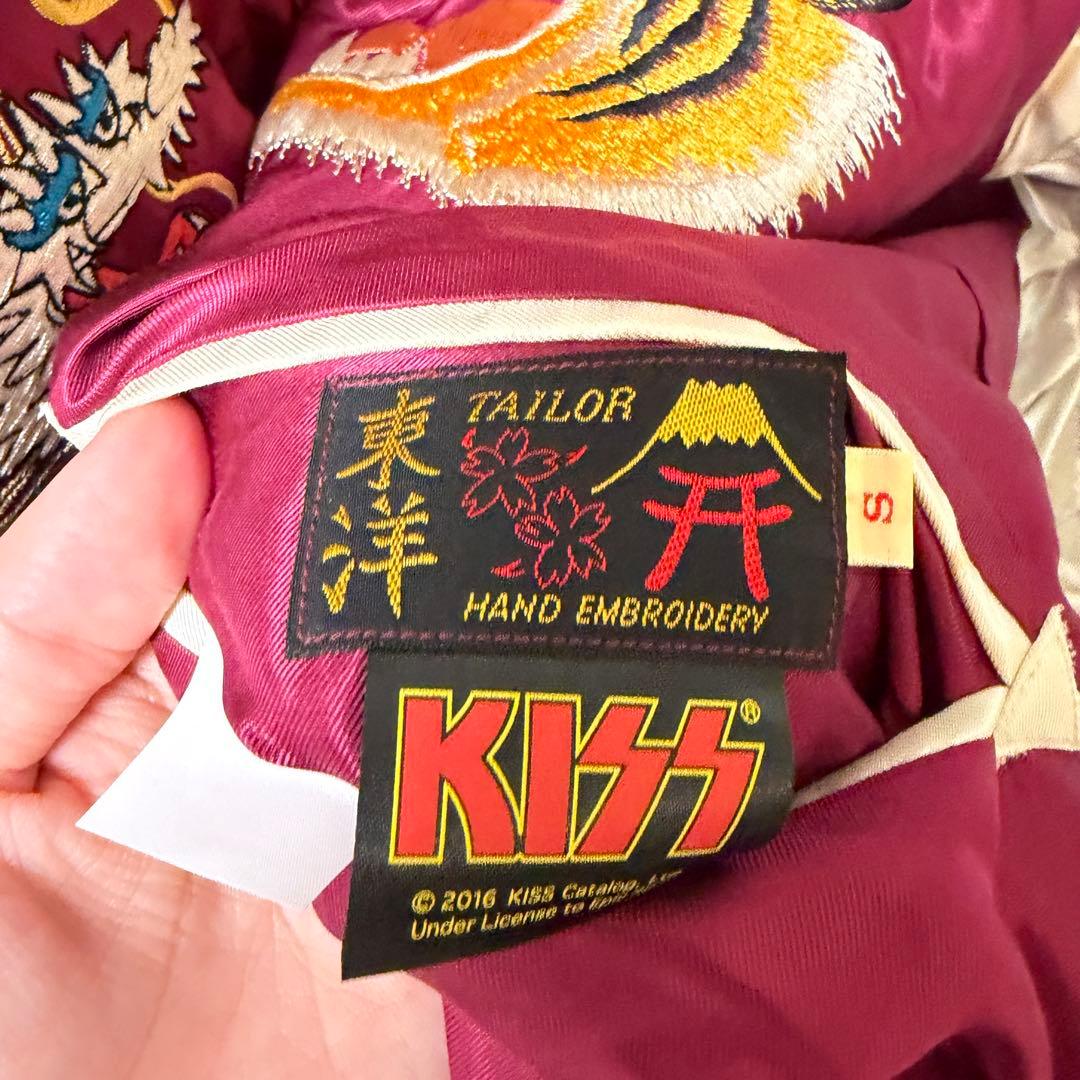 東洋
TAILOR
HAND EMBROIDERY
S
KISS®
© 2016 KISS Catalog,
Under License to